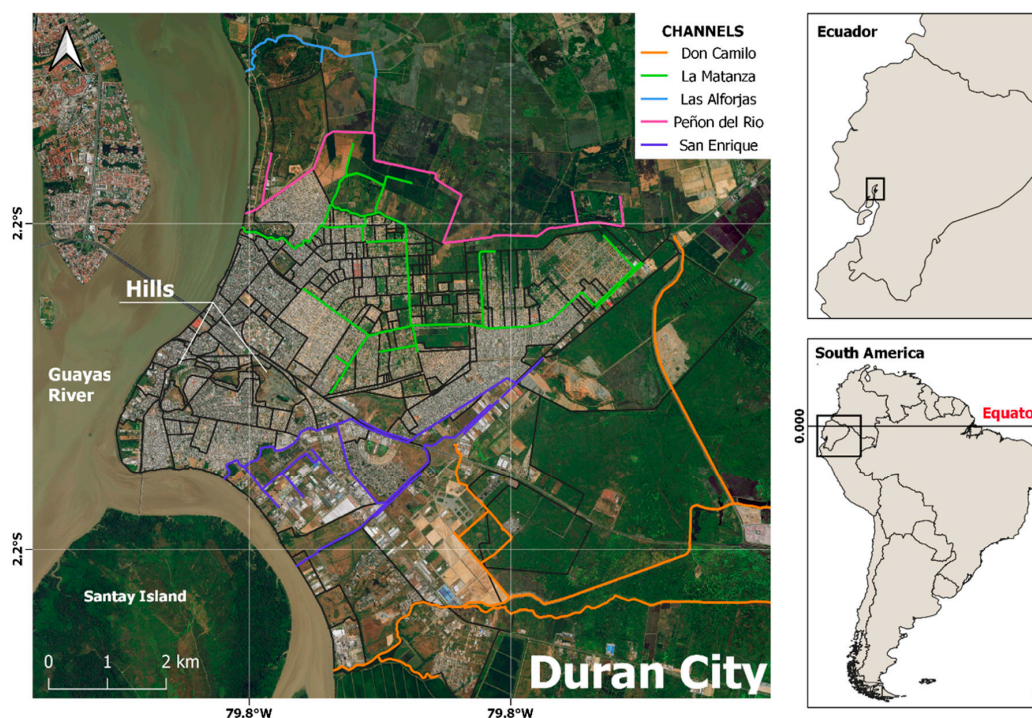 CHANNELS
Don Camilo
La Matanza
Las Alforjas
Peñon del Rio
San Enrique
2.2°S
Hills
Guayas
River
2.2°S
Santay Island
0 1 2 km
Duran City
79.8°W 79.8°W
Ecuador
South America
Equato
0.000